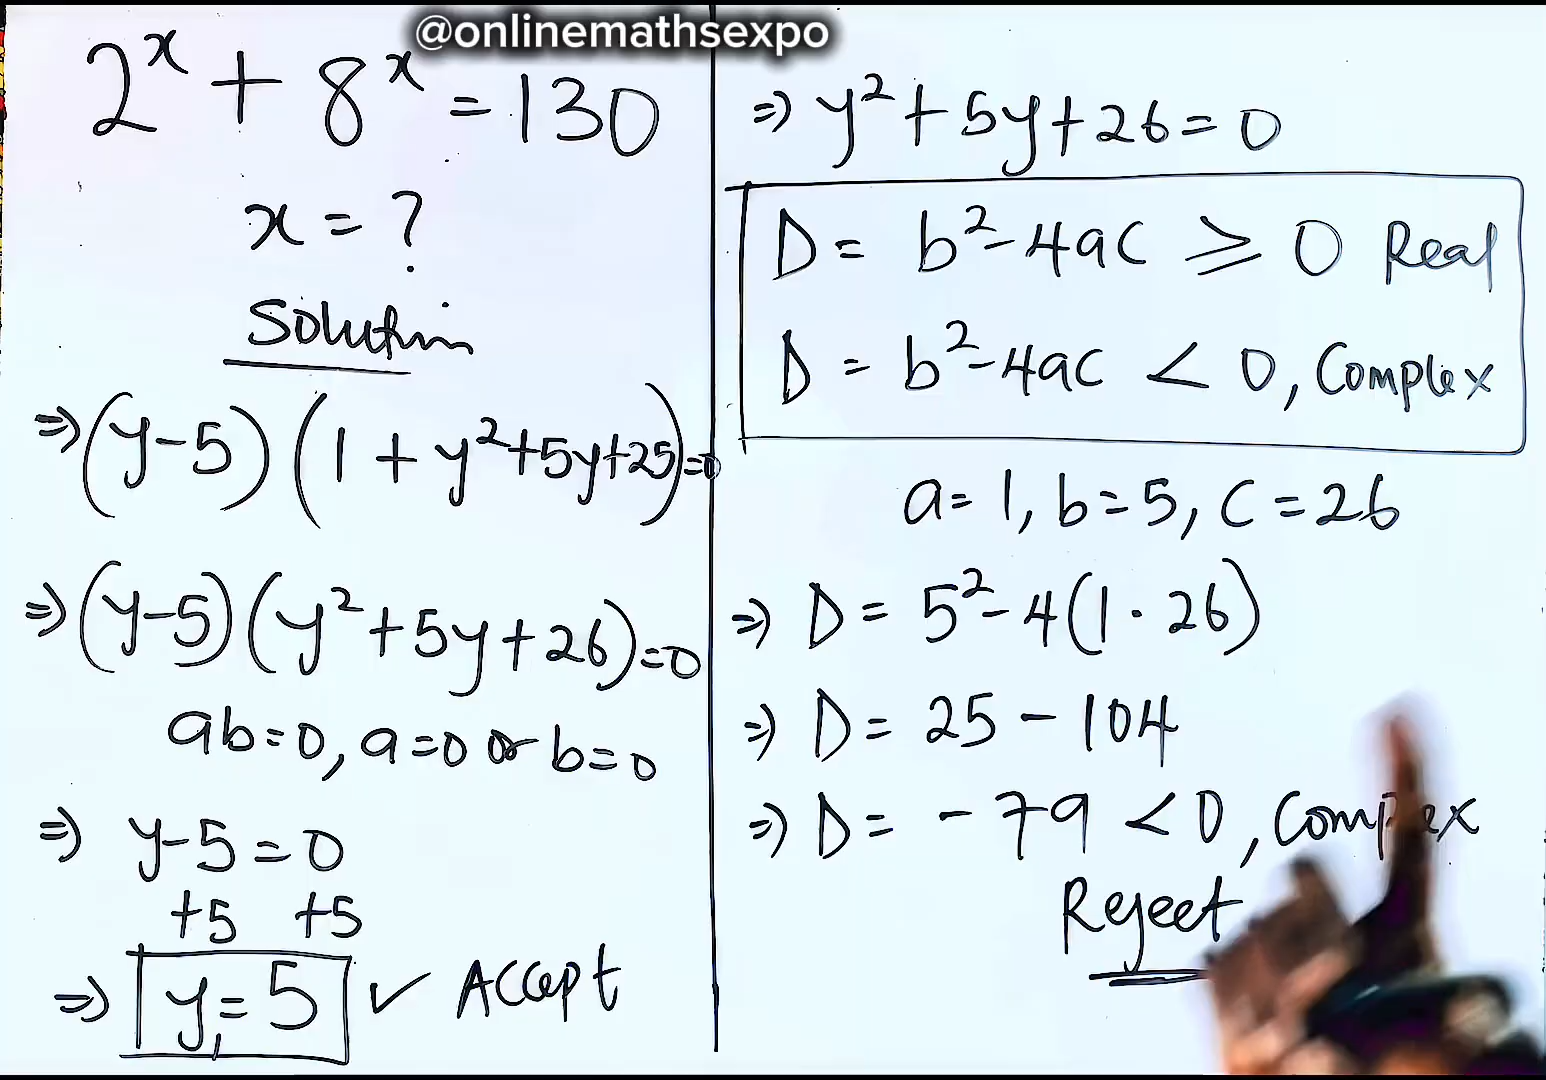 @onlinemathsexpo
2^x + 8^x = 130
x = ?
Solution
⇒ (y-5)(1 + y²+5y+25)=0
⇒ (y-5)(y²+5y+26)=0
ab=0, a=0 or b=0
⇒ y-5=0
+5 +5
⇒ y=5 ✓ Accept
⇒ y²+5y+26=0
D = b²-4ac ≥ 0 Real
D = b²-4ac < 0, Complex
a=1, b=5, c=26
⇒ D = 5²-4(1·26)
⇒ D = 25 - 104
⇒ D = -79 < 0, Complex
Reject